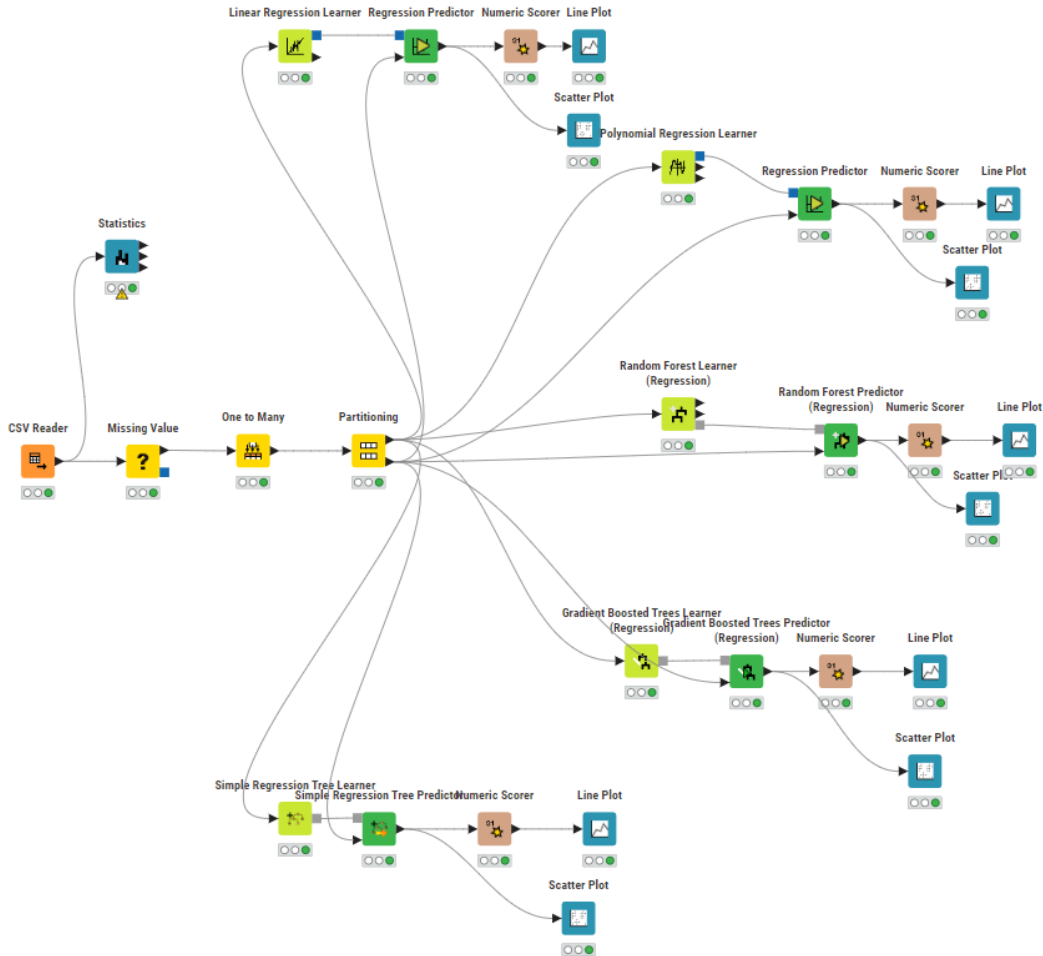 Linear Regression Learner
Regression Predictor
Numeric Scorer
Line Plot
Scatter Plot
Polynomial Regression Learner
Regression Predictor
Numeric Scorer
Line Plot
Scatter Plot
Statistics
Random Forest Learner
(Regression)
Random Forest Predictor
(Regression)
Numeric Scorer
Line Plot
Scatter Plot
CSV Reader
Missing Value
?
One to Many
Partitioning
Gradient Boosted Trees Learner
(Regression)
Gradient Boosted Trees Predictor
(Regression)
Numeric Scorer
Line Plot
Scatter Plot
Simple Regression Tree Learner
Simple Regression Tree Predictor
Numeric Scorer
Line Plot
Scatter Plot